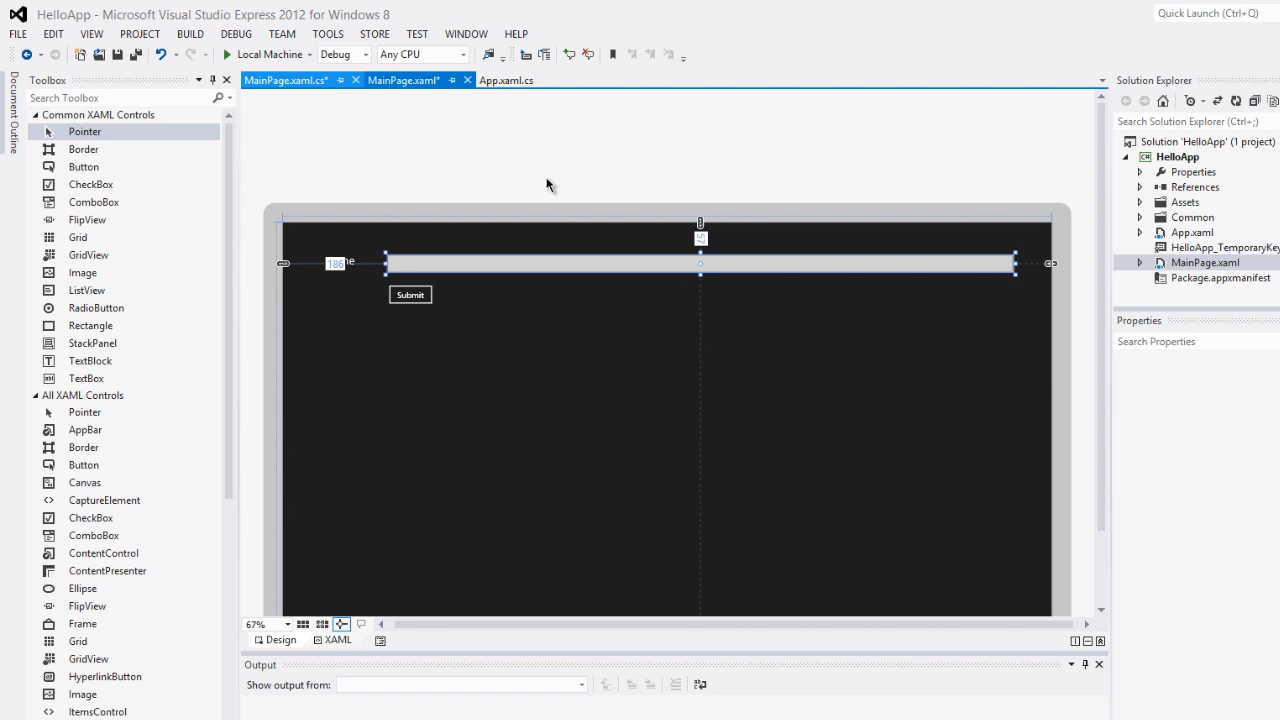 HelloApp - Microsoft Visual Studio Express 2012 for Windows 8
Quick Launch (Ctrl+Q)
FILE EDIT VIEW PROJECT BUILD DEBUG TEAM TOOLS STORE TEST WINDOW HELP
Local Machine Debug Any CPU
Document Outline
Toolbox
Search Toolbox
Common XAML Controls
Pointer
Border
Button
CheckBox
ComboBox
FlipView
Grid
GridView
Image
ListView
RadioButton
Rectangle
StackPanel
TextBlock
TextBox
All XAML Controls
Pointer
AppBar
Border
Button
Canvas
CaptureElement
CheckBox
ComboBox
ContentControl
ContentPresenter
Ellipse
FlipView
Frame
Grid
GridView
HyperlinkButton
Image
ItemsControl
MainPage.xaml.cs* MainPage.xaml* App.xaml.cs
57
186 ne
Submit
67%
Design XAML
Output
Show output from:
Solution Explorer
Search Solution Explorer (Ctrl+;)
Solution 'HelloApp' (1 project)
HelloApp
Properties
References
Assets
Common
App.xaml
HelloApp_TemporaryKey
MainPage.xaml
Package.appxmanifest
Properties
Search Properties